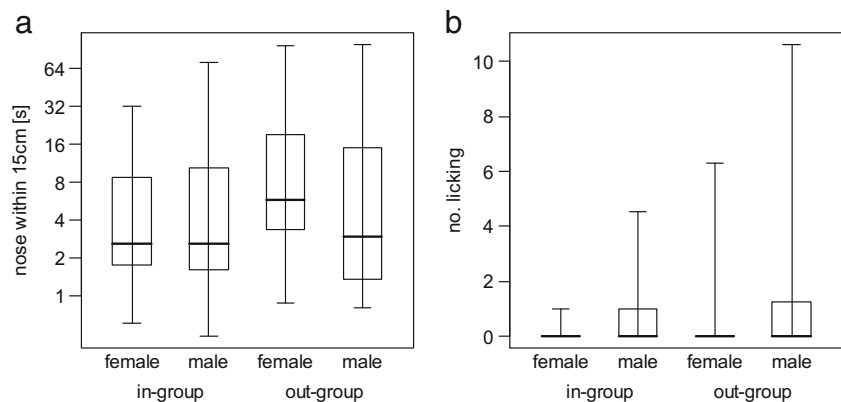 a
nose within 15cm [s]
64
32
16
8
4
2
1
female male female male
in-group out-group
b
no. licking
10
8
6
4
2
0
female male female male
in-group out-group